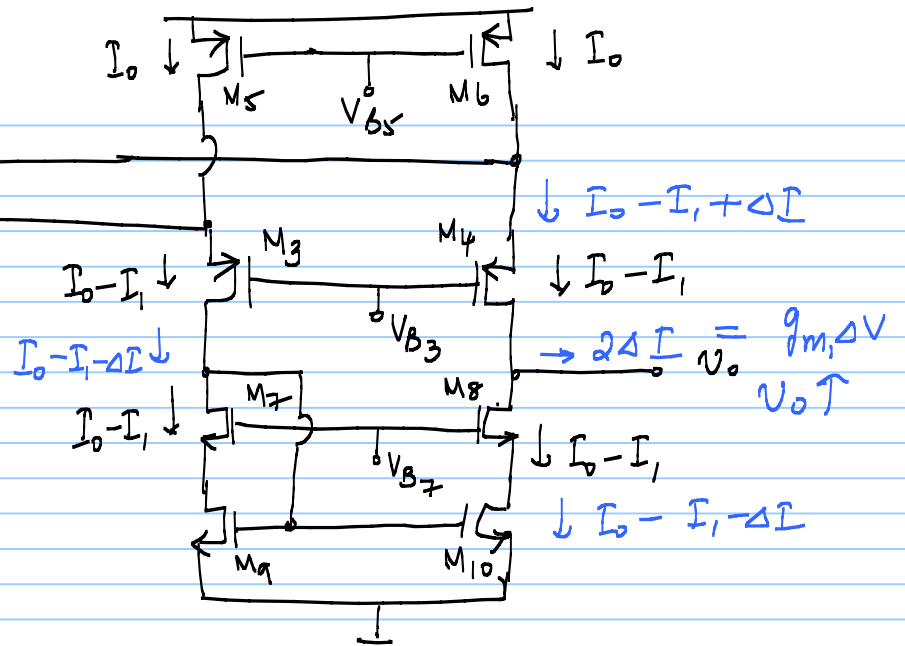 I₀ ↓
↓ I₀
M5
V_B5
M6
↓ I₀ - I₁ + ΔI
M3
M4
I₀ - I₁ ↓
↓ I₀ - I₁
V_B3
I₀ - I₁ - ΔI ↓
→ 2ΔI = g_m₁ ΔV
v₀
v₀ ↑
M7
M8
I₀ - I₁ ↓
↓ I₀ - I₁
V_B7
↓ I₀ - I₁ - ΔI
M9
M10